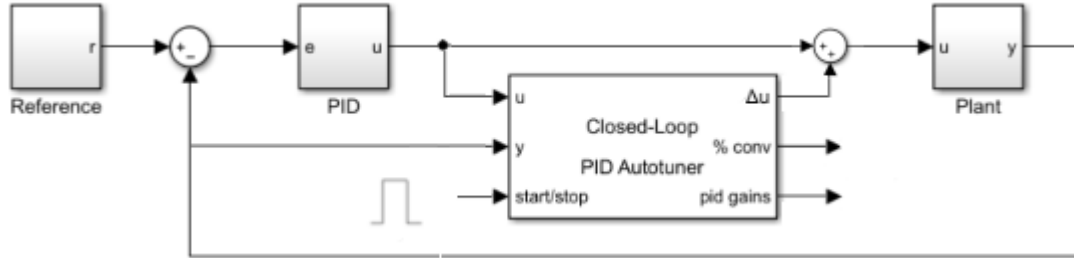 r
Reference
+
−
e
u
PID
+
+
u
y
Plant
u
Δu
Closed-Loop
y
% conv
PID Autotuner
start/stop
pid gains